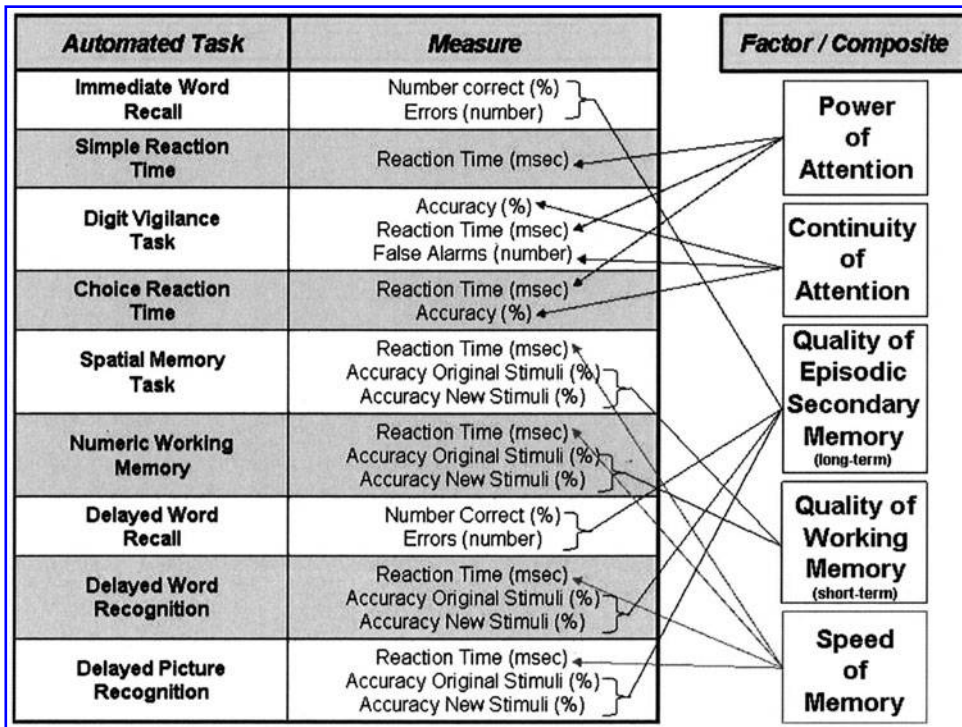 Automated Task
Measure
Factor / Composite
Immediate Word
Recall
Number correct (%)
Errors (number)
Simple Reaction
Time
Reaction Time (msec)
Digit Vigilance
Task
Accuracy (%)
Reaction Time (msec)
False Alarms (number)
Choice Reaction
Time
Reaction Time (msec)
Accuracy (%)
Spatial Memory
Task
Reaction Time (msec)
Accuracy Original Stimuli (%)
Accuracy New Stimuli (%)
Numeric Working
Memory
Reaction Time (msec)
Accuracy Original Stimuli (%)
Accuracy New Stimuli (%)
Delayed Word
Recall
Number Correct (%)
Errors (number)
Delayed Word
Recognition
Reaction Time (msec)
Accuracy Original Stimuli (%)
Accuracy New Stimuli (%)
Delayed Picture
Recognition
Reaction Time (msec)
Accuracy Original Stimuli (%)
Accuracy New Stimuli (%)
Power
of
Attention
Continuity
of
Attention
Quality of
Episodic
Secondary
Memory
(long-term)
Quality of
Working
Memory
(short-term)
Speed
of
Memory